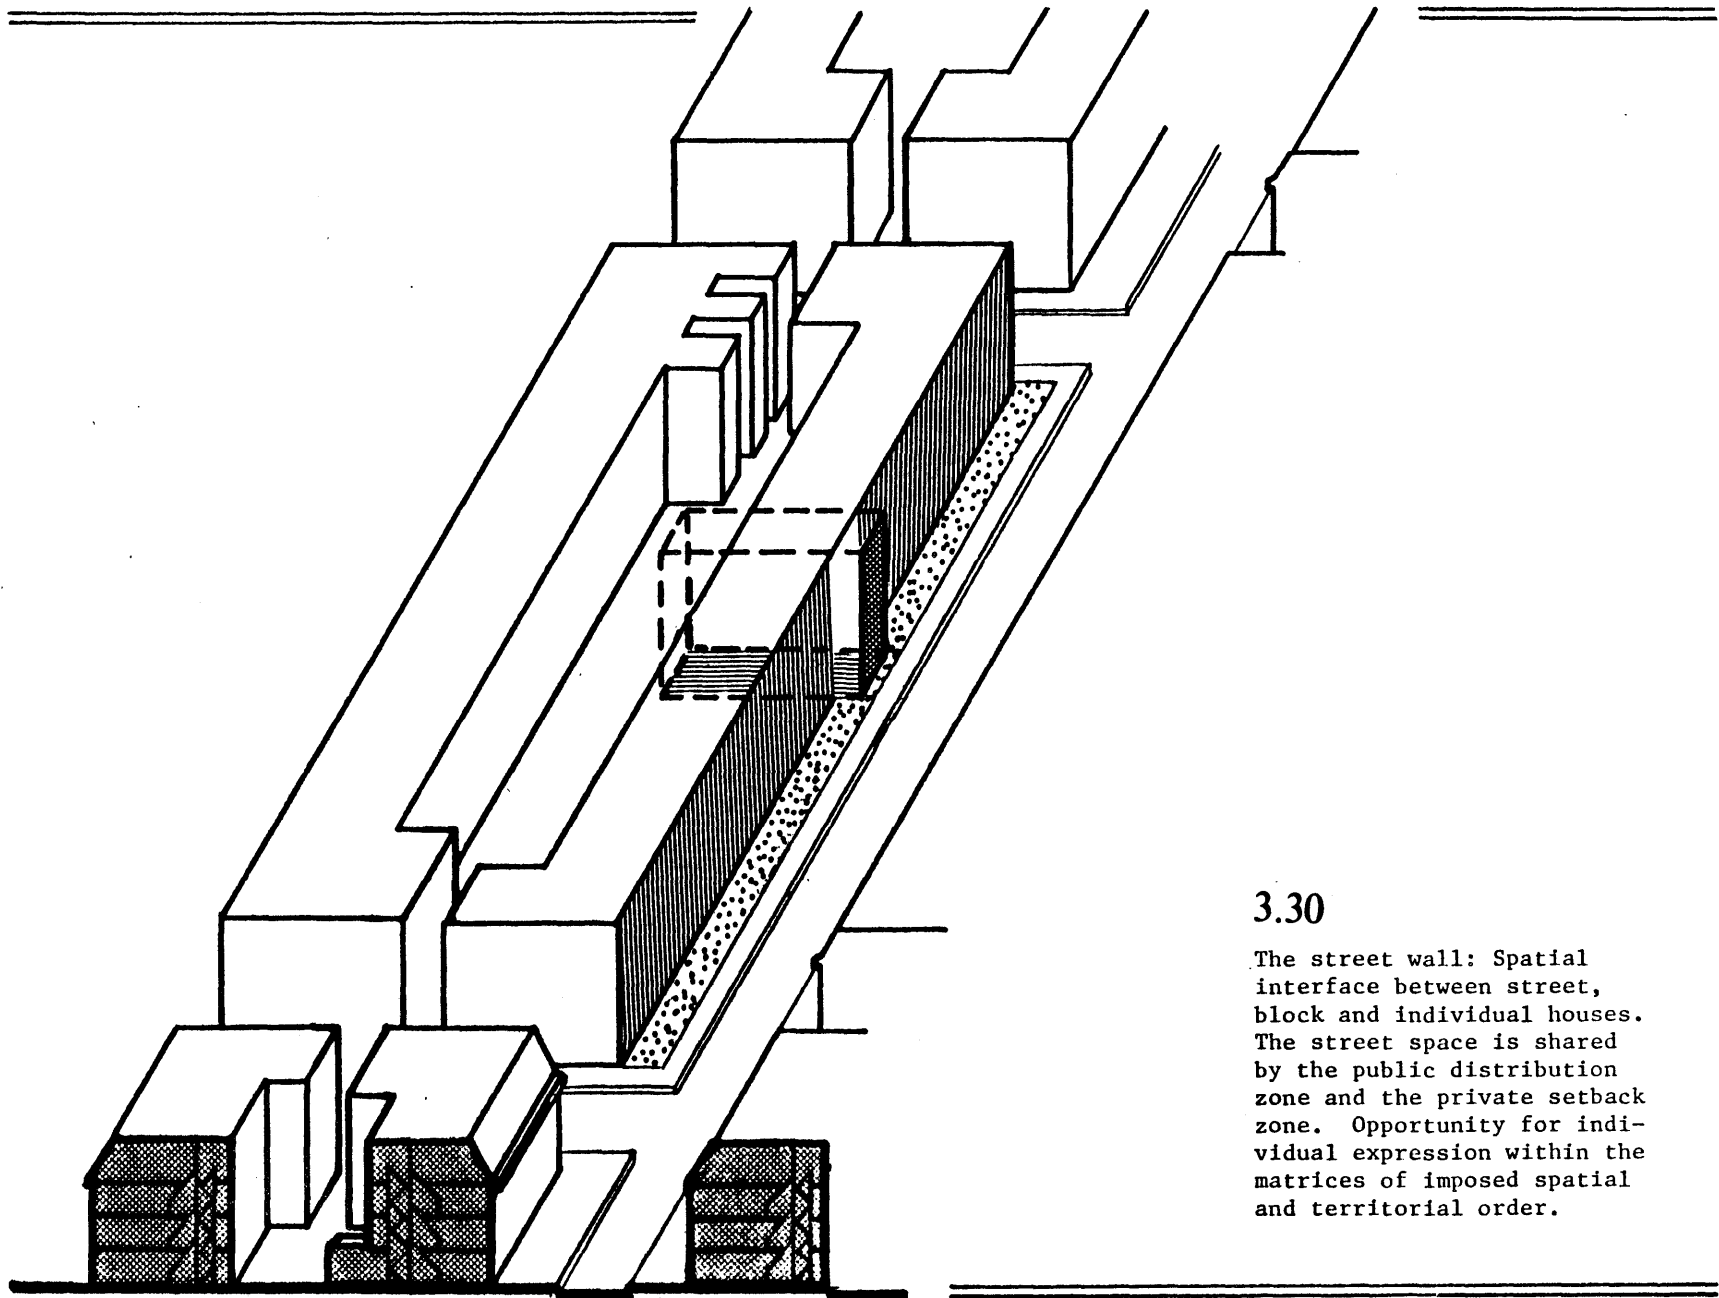 3.30
The street wall: Spatial
interface between street,
block and individual houses.
The street space is shared
by the public distribution
zone and the private setback
zone.  Opportunity for indi-
vidual expression within the
matrices of imposed spatial
and territorial order.